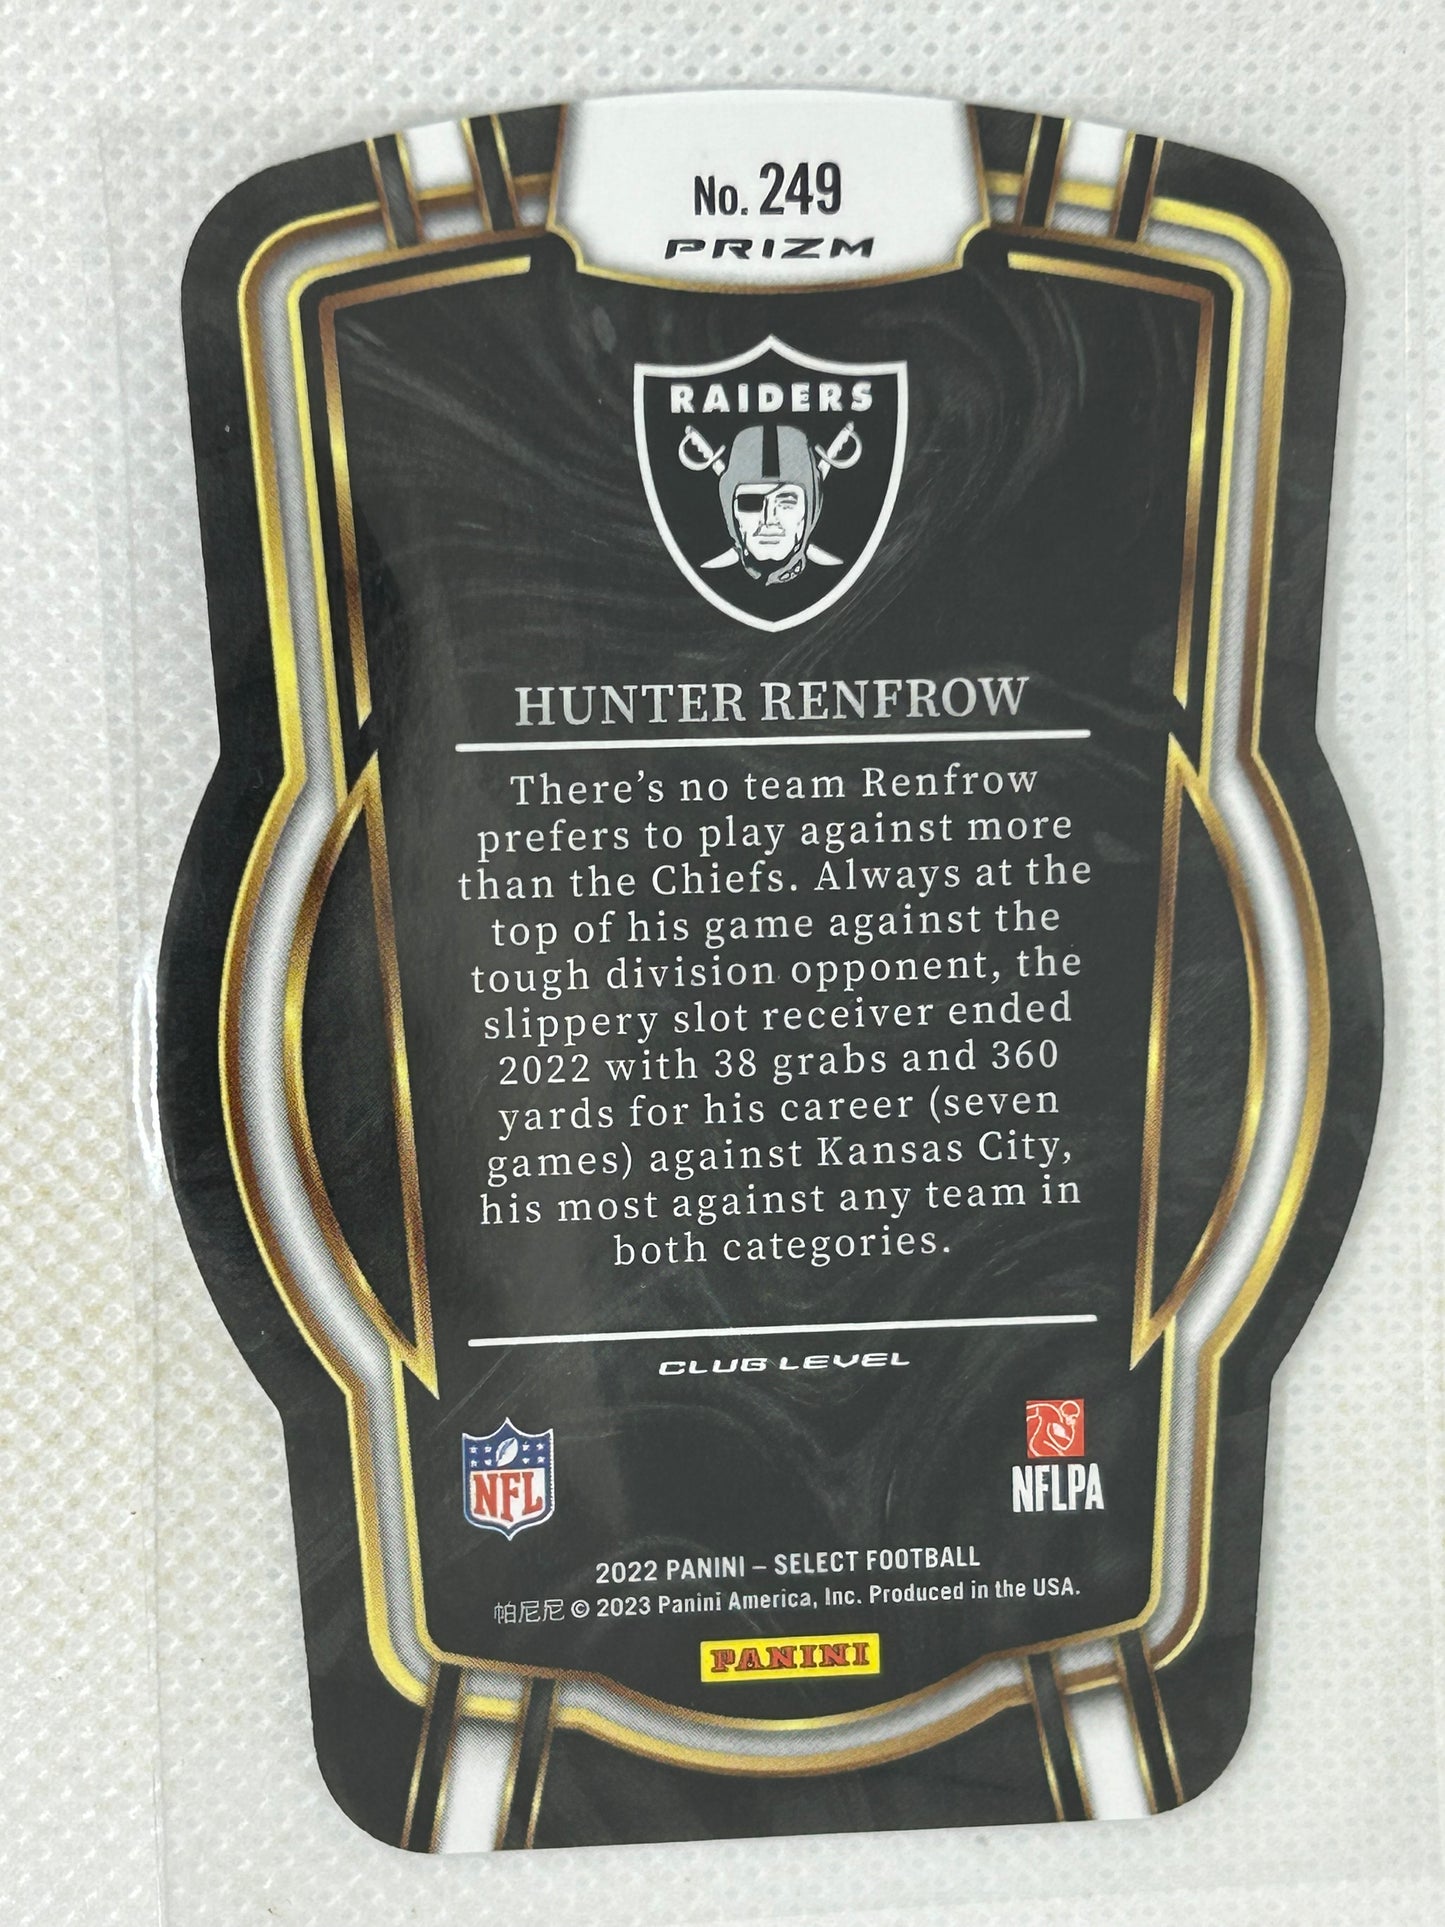 No. 249
PRIZM
RAIDERS
HUNTER RENFROW
There's no team Renfrow
prefers to play against more
than the Chiefs. Always at the
top of his game against the
tough division opponent, the
slippery slot receiver ended
2022 with 38 grabs and 360
yards for his career (seven
games) against Kansas City,
his most against any team in
both categories.
CLUB LEVEL
NFL
NFLPA
2022 PANINI – SELECT FOOTBALL
帕尼尼 © 2023 Panini America, Inc. Produced in the USA.
PANINI